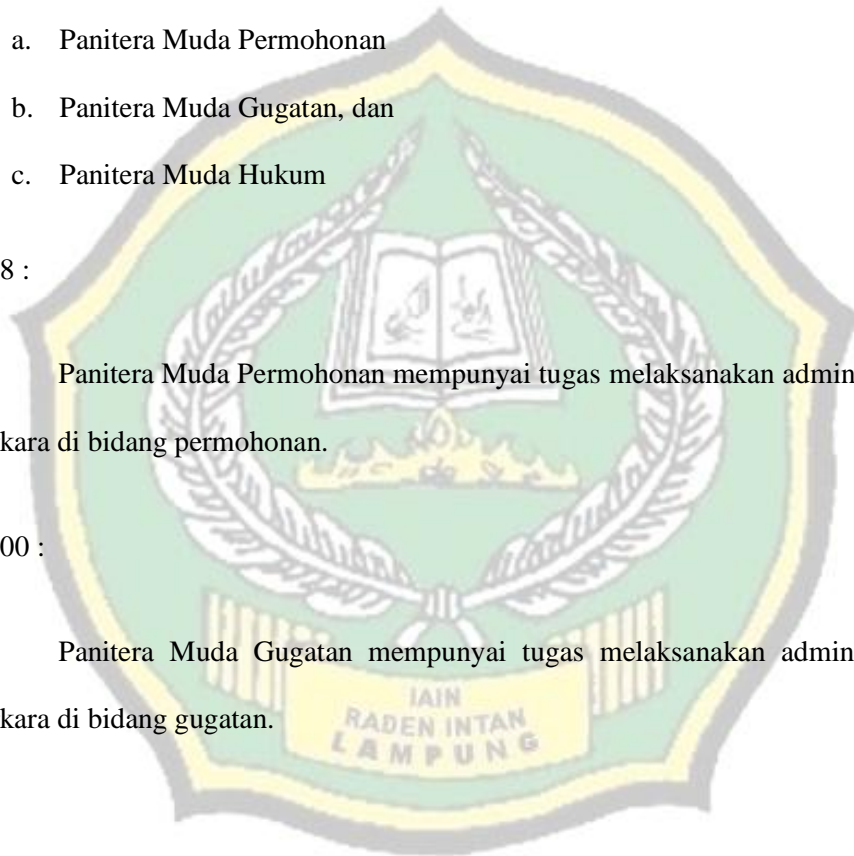 a. Panitera Muda Permohonan
b. Panitera Muda Gugatan, dan
c. Panitera Muda Hukum
8 :
Panitera Muda Permohonan mempunyai tugas melaksanakan admin
kara di bidang permohonan.
00 :
Panitera Muda Gugatan mempunyai tugas melaksanakan admin
kara di bidang gugatan.
IAIN
RADEN INTAN
LAMPUNG